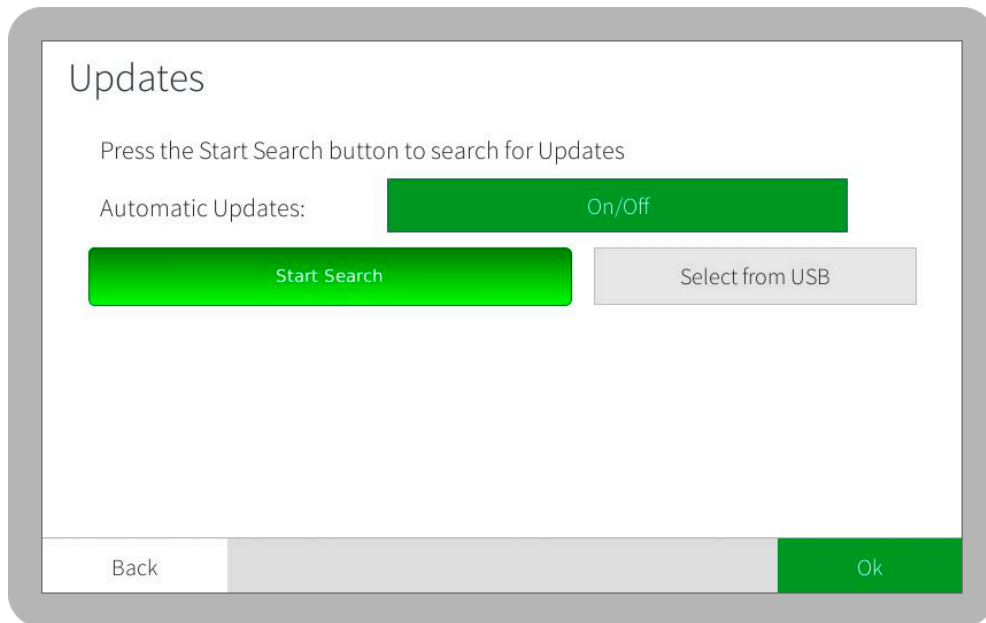 Updates
Press the Start Search button to search for Updates
Automatic Updates: On/Off
Start Search Select from USB
Back Ok